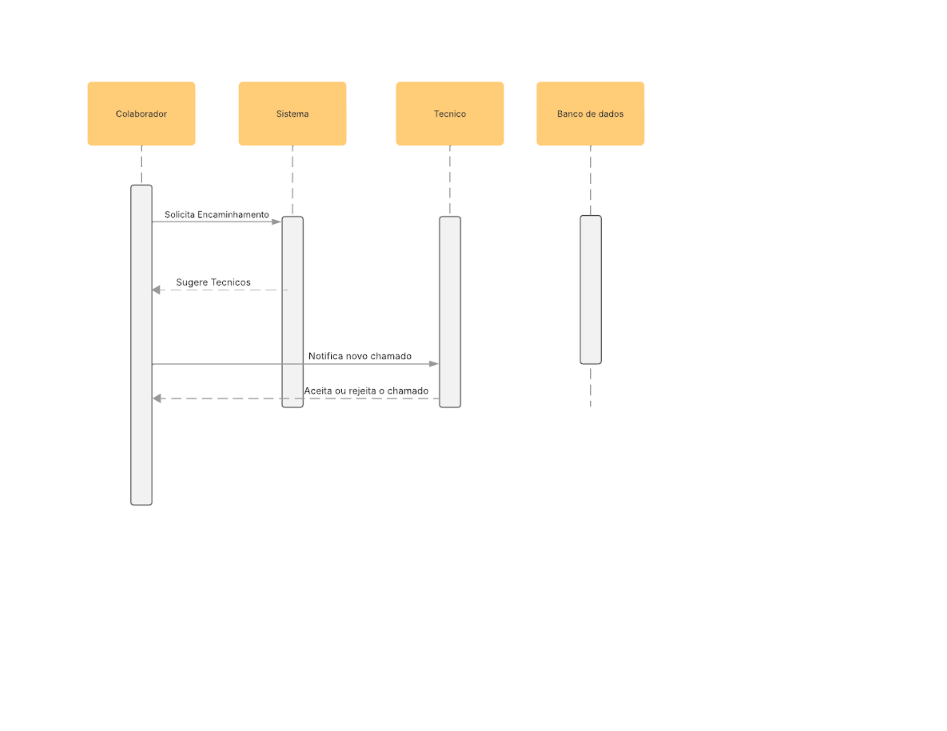 Colaborador
Sistema
Tecnico
Banco de dados
Solicita Encaminhamento
Sugere Tecnicos
Notifica novo chamado
Aceita ou rejeita o chamado